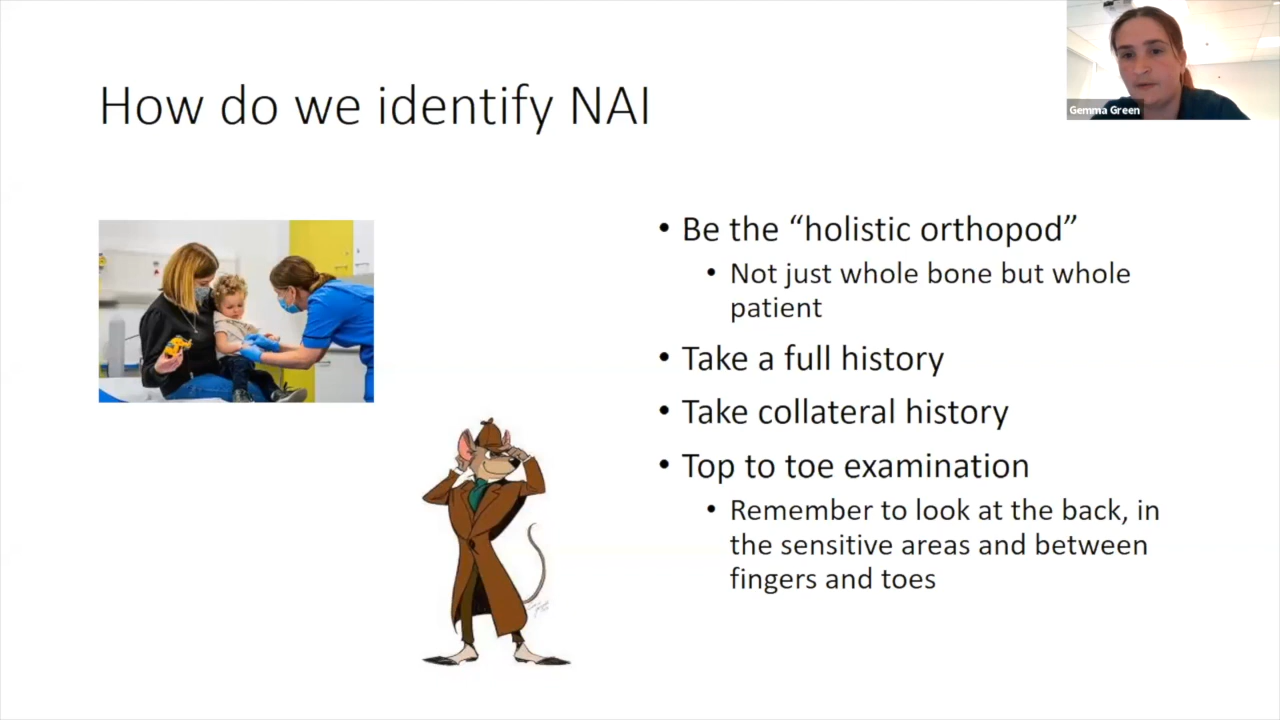 How do we identify NAI
Gemma Green
• Be the “holistic orthopod”
• Not just whole bone but whole
patient
• Take a full history
• Take collateral history
• Top to toe examination
• Remember to look at the back, in
the sensitive areas and between
fingers and toes